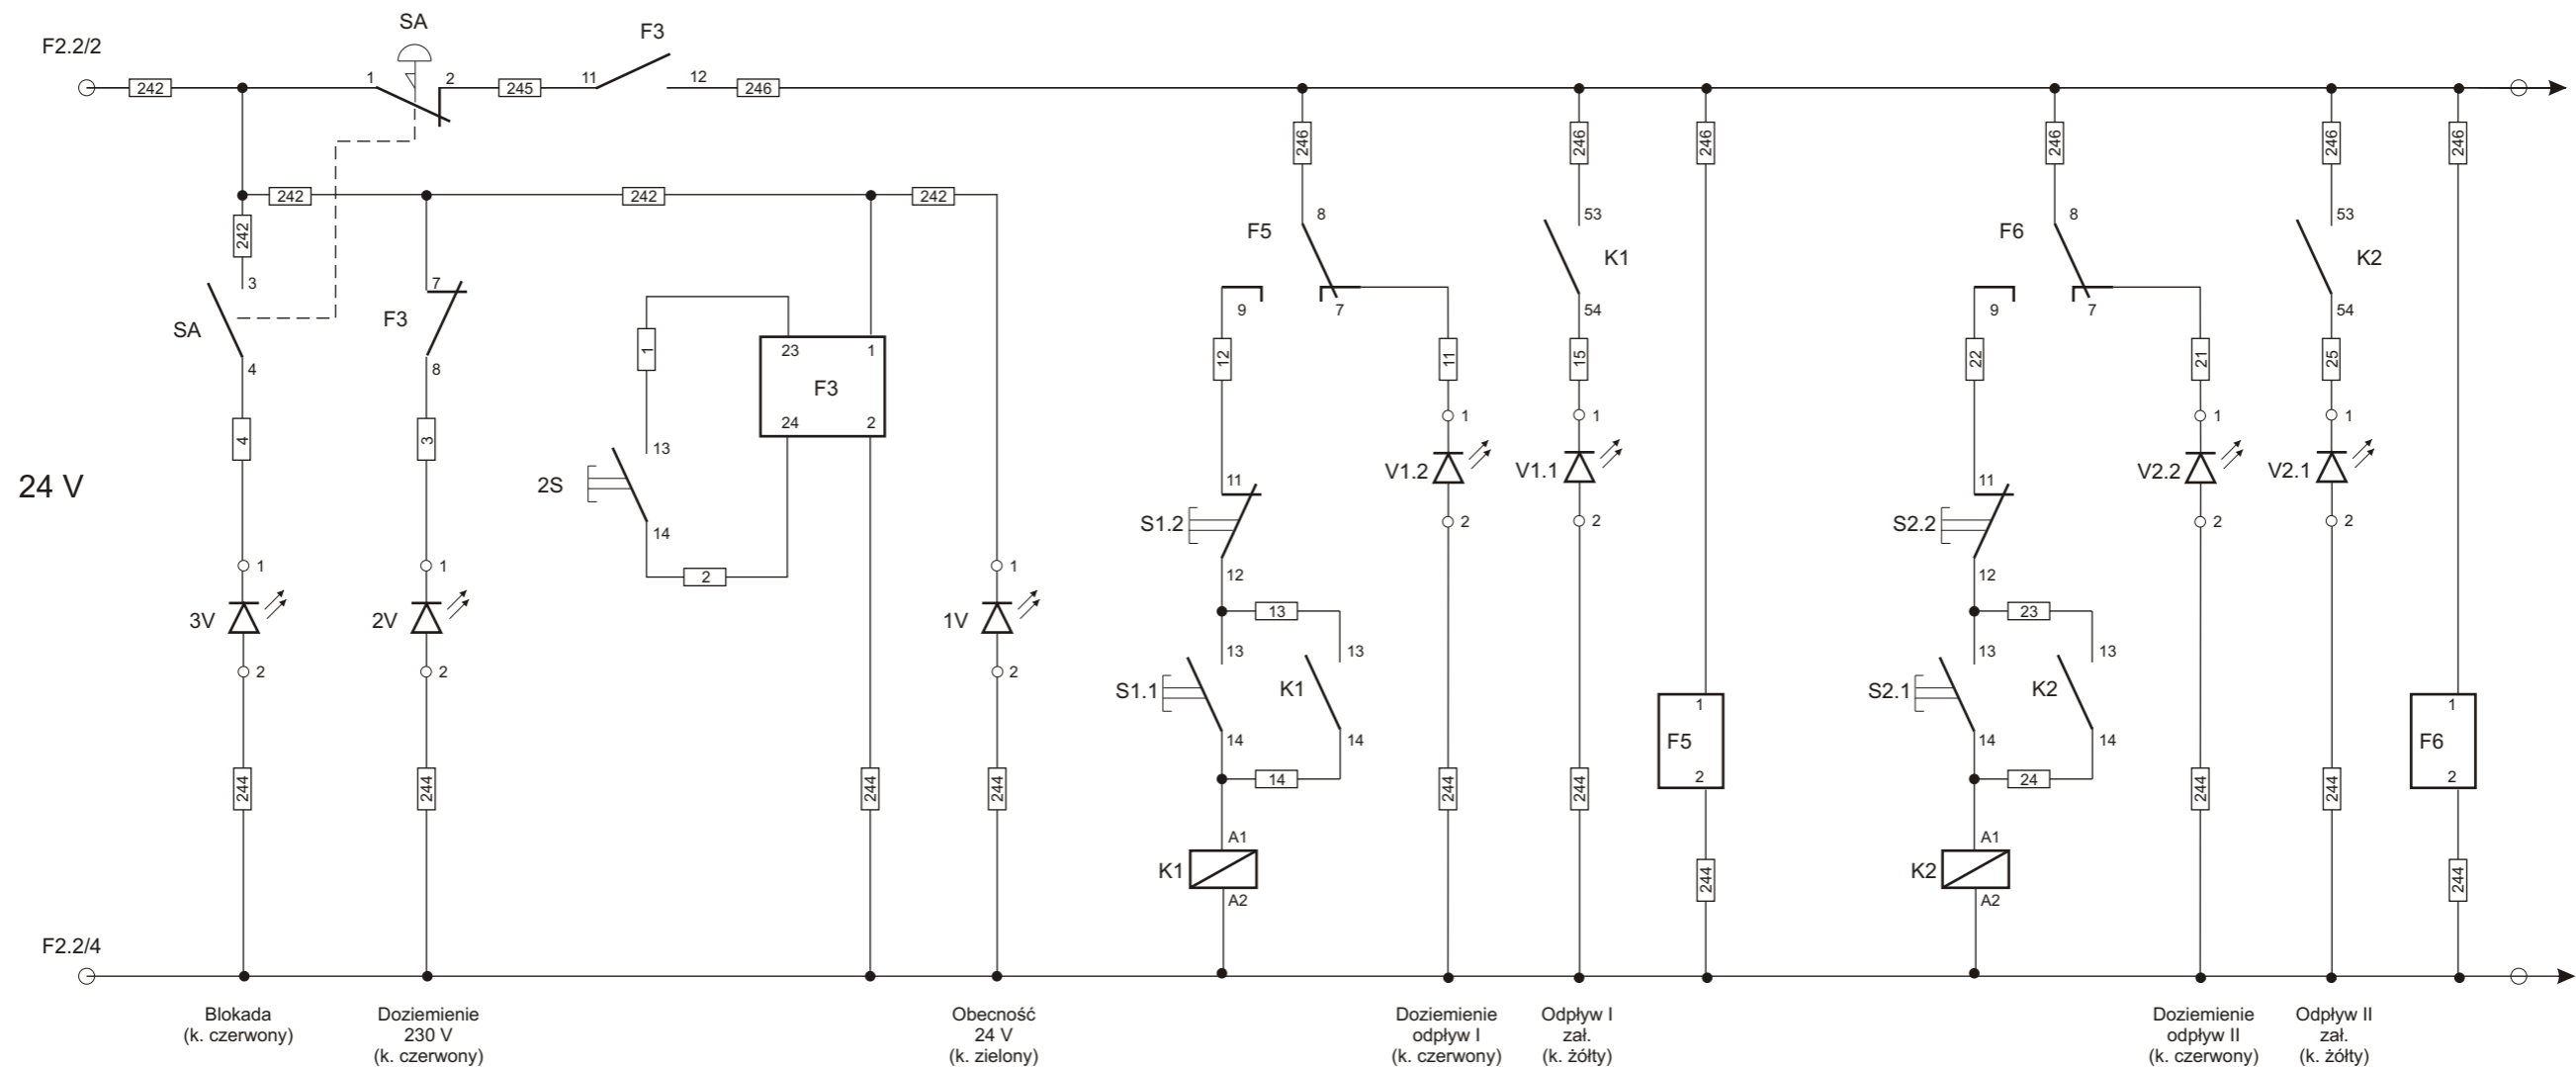 SA
F3
F2.2/2
242
1
2
245
11
12
246
246
246
246
246
246
246
242
242
242
242
3
SA
4
7
F3
8
1
23
1
F3
24
2
13
2S
14
2
4
3
24 V
1
3V
2
1
2V
2
1
1V
2
244
244
244
244
8
F5
9
7
53
K1
54
12
11
15
1
V1.2
2
1
V1.1
2
11
S1.2
12
13
13
S1.1
14
13
K1
14
14
A1
K1
A2
244
244
1
F5
2
244
8
F6
9
7
53
K2
54
22
21
25
1
V2.2
2
1
V2.1
2
11
S2.2
12
23
13
S2.1
14
13
K2
14
24
A1
K2
A2
244
244
1
F6
2
244
F2.2/4
Blokada
(k. czerwony)
Doziemienie
230 V
(k. czerwony)
Obecność
24 V
(k. zielony)
Doziemienie
odpływ I
(k. czerwony)
Odpływ I
zał.
(k. żółty)
Doziemienie
odpływ II
(k. czerwony)
Odpływ II
zał.
(k. żółty)